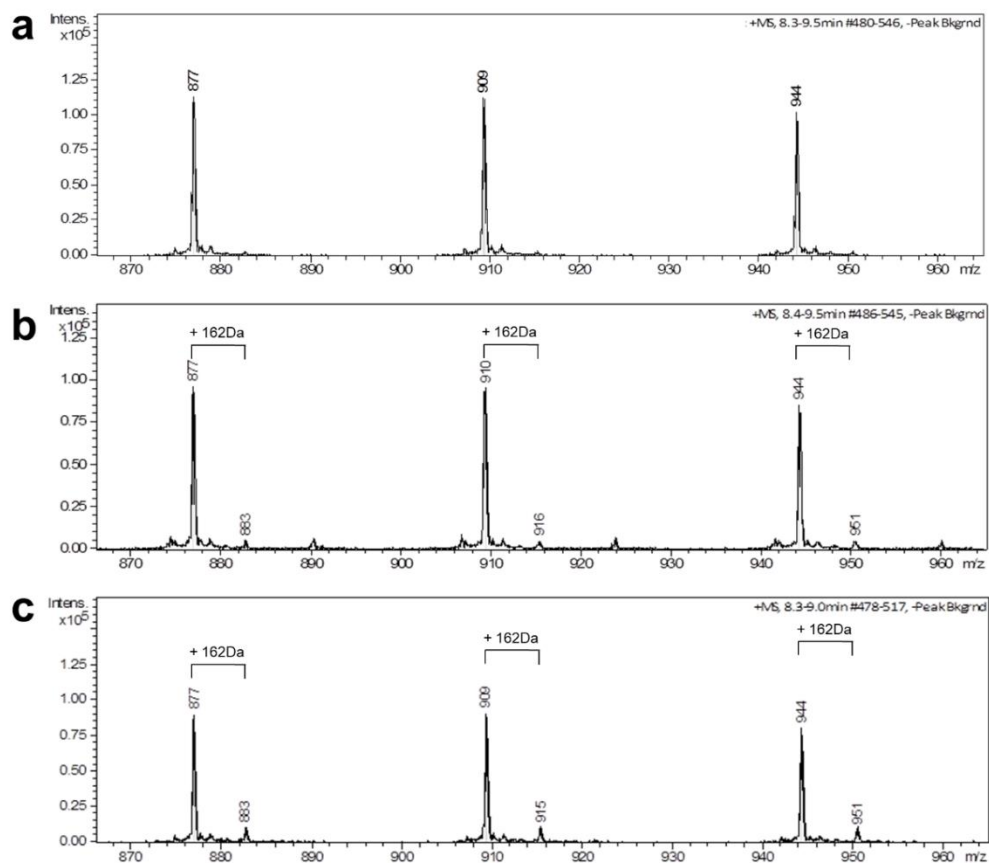 a
Intens.
x10⁵
: +MS, 8.3-9.5min #480-546, -Peak Bkgrnd
1.25
1.00
0.75
0.50
0.25
0.00
877
909
944
870 880 890 900 910 920 930 940 950 960 m/z
b
Intens.
x10⁵
+MS, 8.4-9.5min #486-545, -Peak Bkgrnd
1.25
1.00
0.75
0.50
0.25
0.00
+ 162Da + 162Da + 162Da
877 883 910 916 944 951
870 880 890 900 910 920 930 940 950 960 m/z
c
Intens.
x10⁵
+MS, 8.3-9.0min #478-517, -Peak Bkgrnd
1.25
1.00
0.75
0.50
0.25
0.00
+ 162Da + 162Da + 162Da
877 883 909 915 944 951
870 880 890 900 910 920 930 940 950 960 m/z